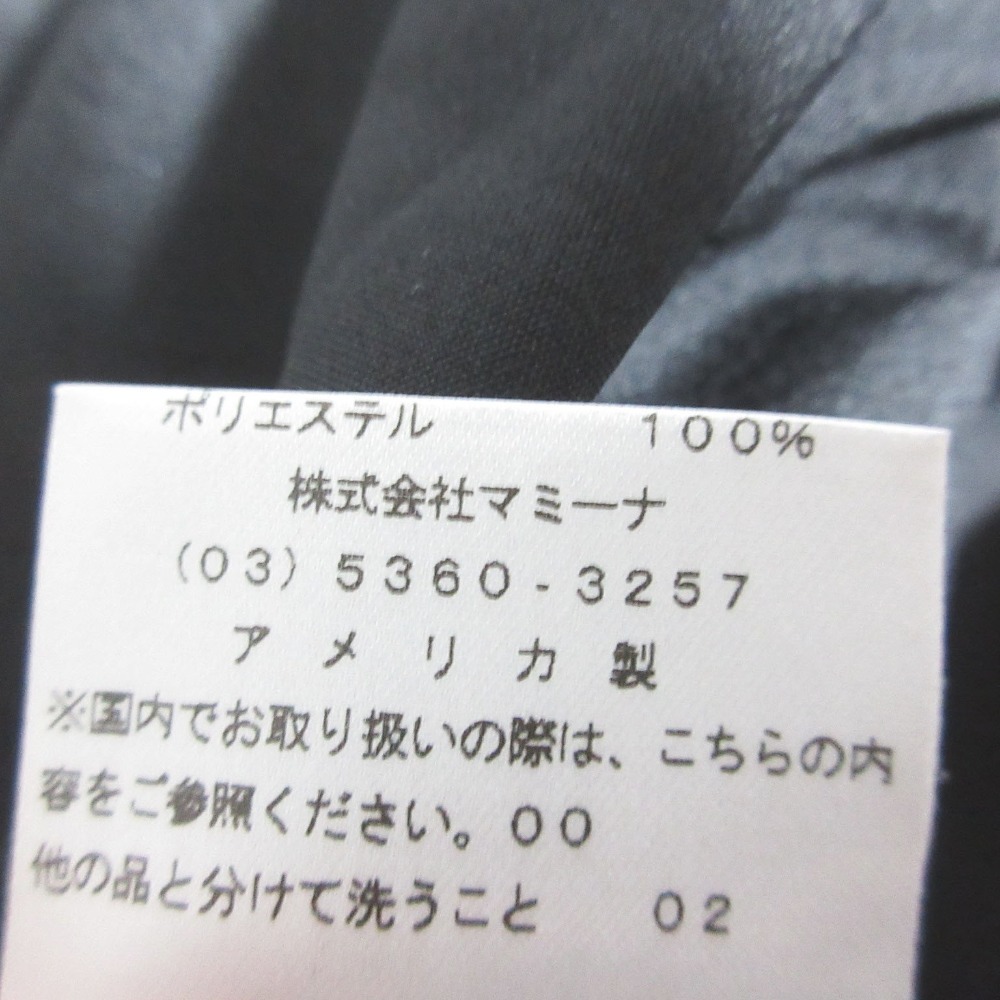 ポリエステル　100%
株式会社マミーナ
(03)5360-3257
アメリカ製
※国内でお取り扱いの際は、こちらの内
容をご参照ください。00
他の品と分けて洗うこと　02